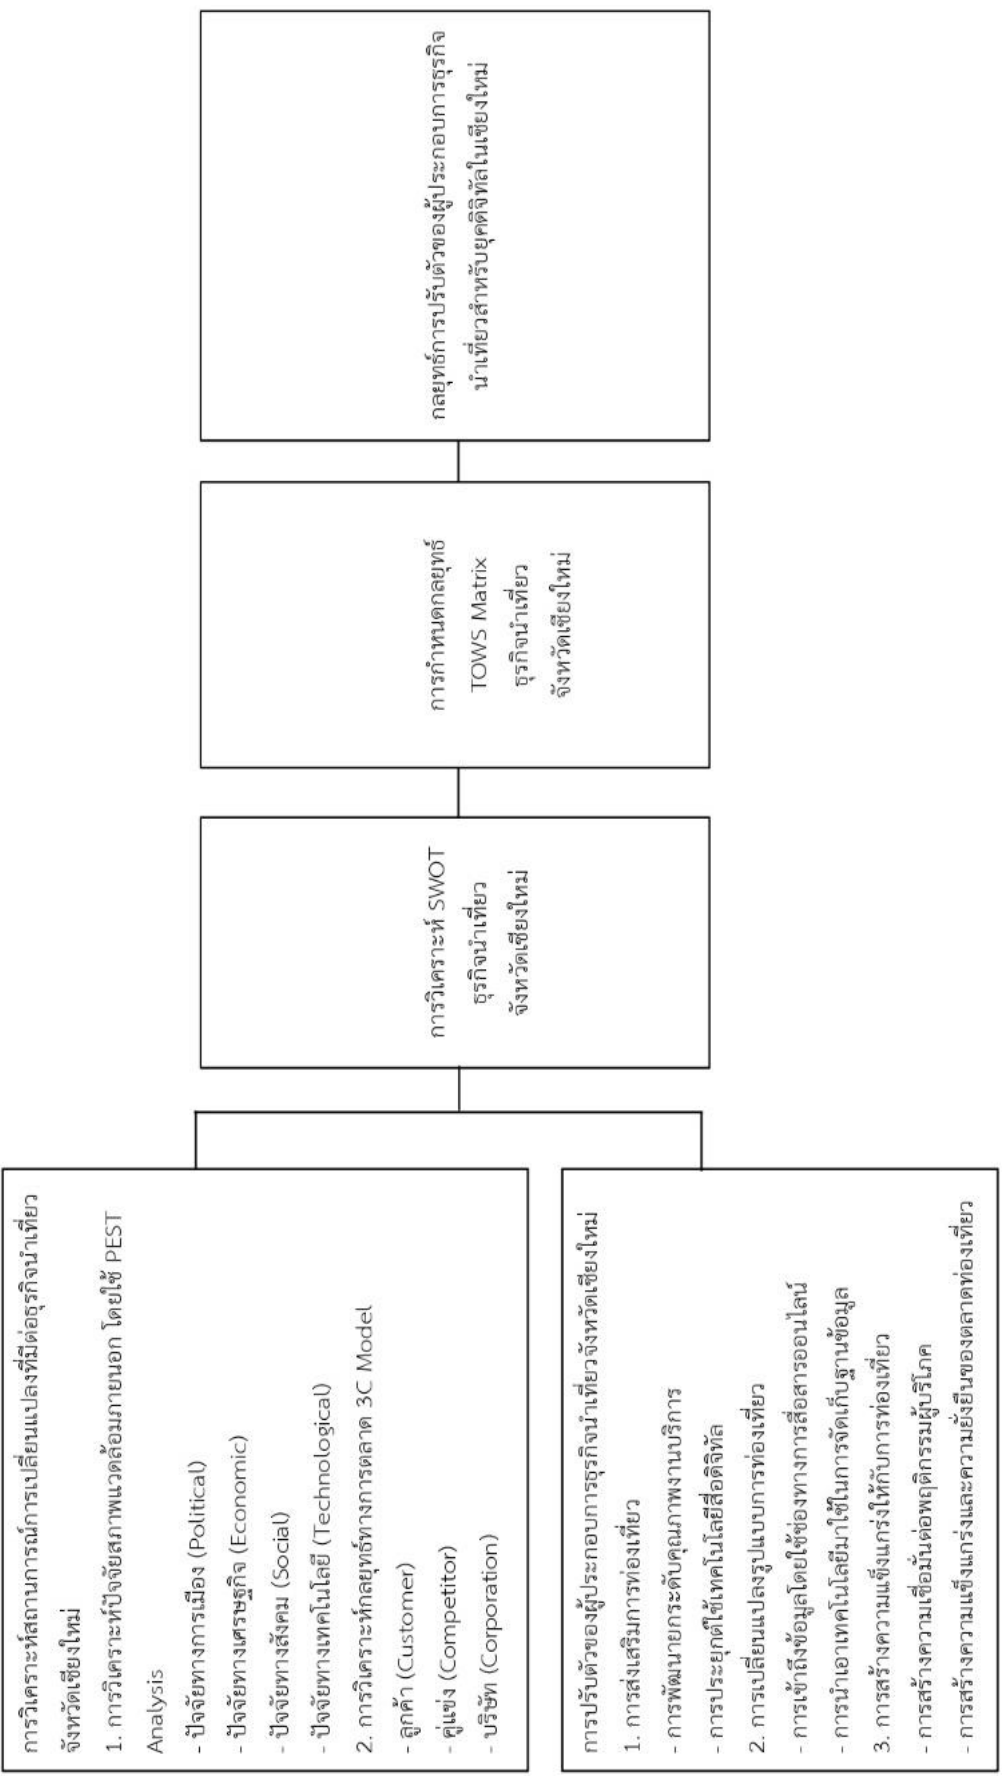 การวิเคราะห์สถานการณ์การเปลี่ยนแปลงที่มีต่อธุรกิจนำเที่ยว
จังหวัดเชียงใหม่
1. การวิเคราะห์ปัจจัยสภาพแวดล้อมภายนอก โดยใช้ PEST
Analysis
- ปัจจัยทางการเมือง (Political)
- ปัจจัยทางเศรษฐกิจ (Economic)
- ปัจจัยทางสังคม (Social)
- ปัจจัยทางเทคโนโลยี (Technological)
2. การวิเคราะห์กลยุทธ์ทางการตลาด 3C Model
- ลูกค้า (Customer)
- คู่แข่ง (Competitor)
- บริษัท (Corporation)
การปรับตัวของผู้ประกอบการธุรกิจนำเที่ยวจังหวัดเชียงใหม่
1. การส่งเสริมการท่องเที่ยว
- การพัฒนายกระดับคุณภาพงานบริการ
- การประยุกต์ใช้เทคโนโลยีสื่อดิจิทัล
2. การเปลี่ยนแปลงรูปแบบการท่องเที่ยว
- การเข้าถึงข้อมูลโดยใช้ช่องทางการสื่อสารออนไลน์
- การนำเอาเทคโนโลยีมาใช้ในการจัดเก็บฐานข้อมูล
3. การสร้างความแข็งแกร่งให้กับการท่องเที่ยว
- การสร้างความเชื่อมั่นต่อพฤติกรรมผู้บริโภค
- การสร้างความแข็งแกร่งและความยั่งยืนของตลาดท่องเที่ยว
การวิเคราะห์ SWOT
ธุรกิจนำเที่ยว
จังหวัดเชียงใหม่
การกำหนดกลยุทธ์
TOWS Matrix
ธุรกิจนำเที่ยว
จังหวัดเชียงใหม่
กลยุทธ์การปรับตัวของผู้ประกอบการธุรกิจ
นำเที่ยวสำหรับยุคดิจิทัลในเชียงใหม่